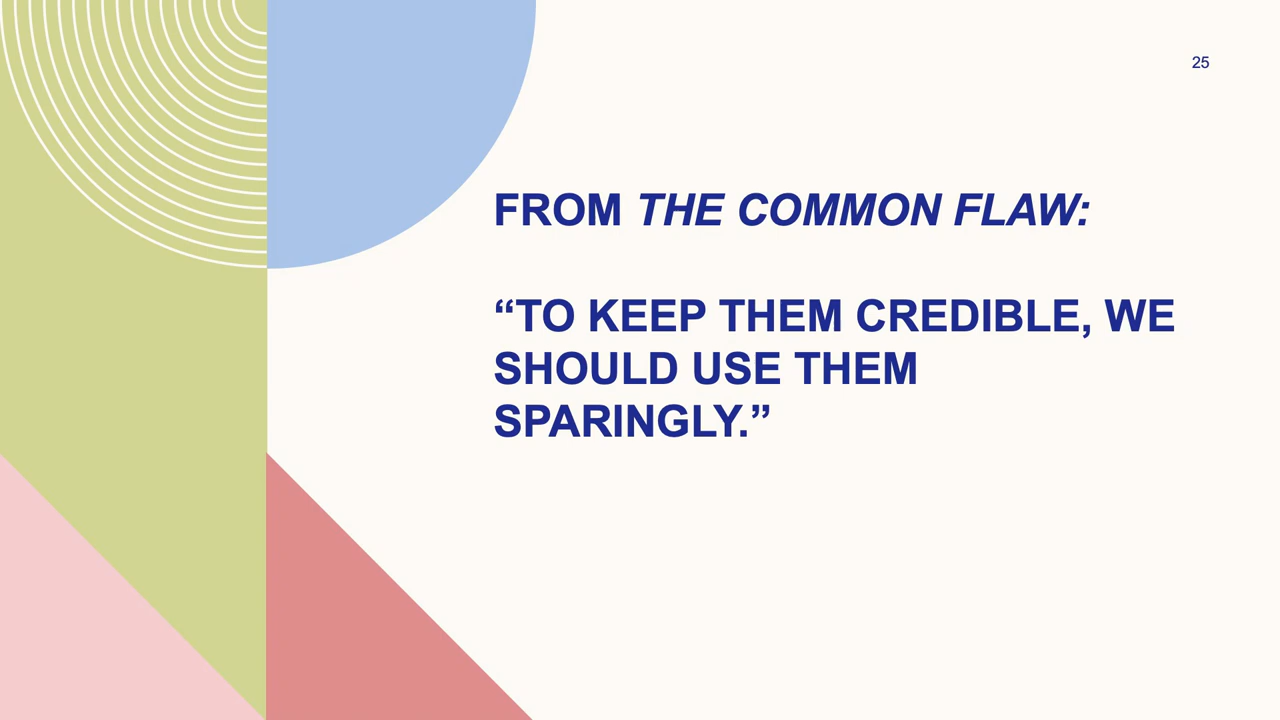 25
FROM THE COMMON FLAW:
“TO KEEP THEM CREDIBLE, WE
SHOULD USE THEM
SPARINGLY.”